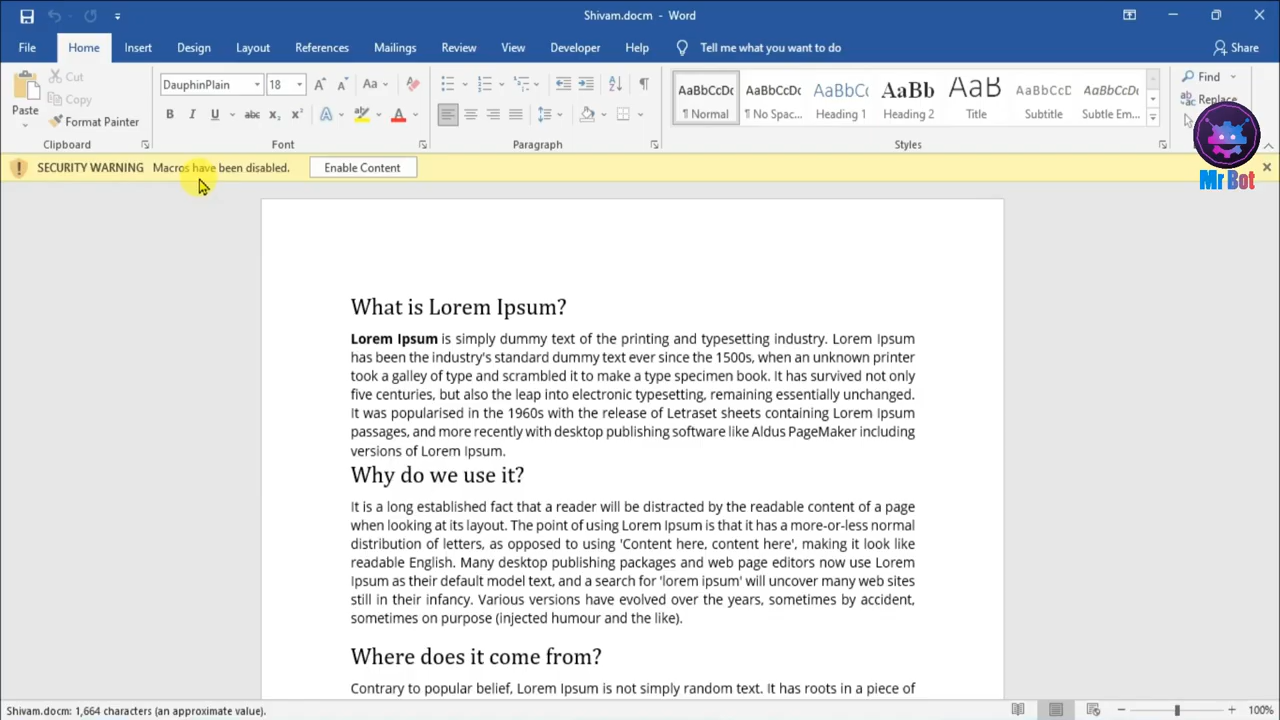 Shivam.docm - Word
File Home Insert Design Layout References Mailings Review View Developer Help Tell me what you want to do Share
Paste
Cut
Copy
Format Painter
Clipboard
DauphinPlain 18
Font
Paragraph
AaBbCcDc AaBbCcDc AaBbCc AaBb AaB AaBbCcD AaBbCcDc
¶ Normal ¶ No Spac... Heading 1 Heading 2 Title Subtitle Subtle Em...
Styles
Find
Replace
SECURITY WARNING Macros have been disabled. Enable Content
Mr Bot
What is Lorem Ipsum?
Lorem Ipsum is simply dummy text of the printing and typesetting industry. Lorem Ipsum
has been the industry's standard dummy text ever since the 1500s, when an unknown printer
took a galley of type and scrambled it to make a type specimen book. It has survived not only
five centuries, but also the leap into electronic typesetting, remaining essentially unchanged.
It was popularised in the 1960s with the release of Letraset sheets containing Lorem Ipsum
passages, and more recently with desktop publishing software like Aldus PageMaker including
versions of Lorem Ipsum.
Why do we use it?
It is a long established fact that a reader will be distracted by the readable content of a page
when looking at its layout. The point of using Lorem Ipsum is that it has a more-or-less normal
distribution of letters, as opposed to using 'Content here, content here', making it look like
readable English. Many desktop publishing packages and web page editors now use Lorem
Ipsum as their default model text, and a search for 'lorem ipsum' will uncover many web sites
still in their infancy. Various versions have evolved over the years, sometimes by accident,
sometimes on purpose (injected humour and the like).
Where does it come from?
Contrary to popular belief, Lorem Ipsum is not simply random text. It has roots in a piece of
Shivam.docm: 1,664 characters (an approximate value).
100%